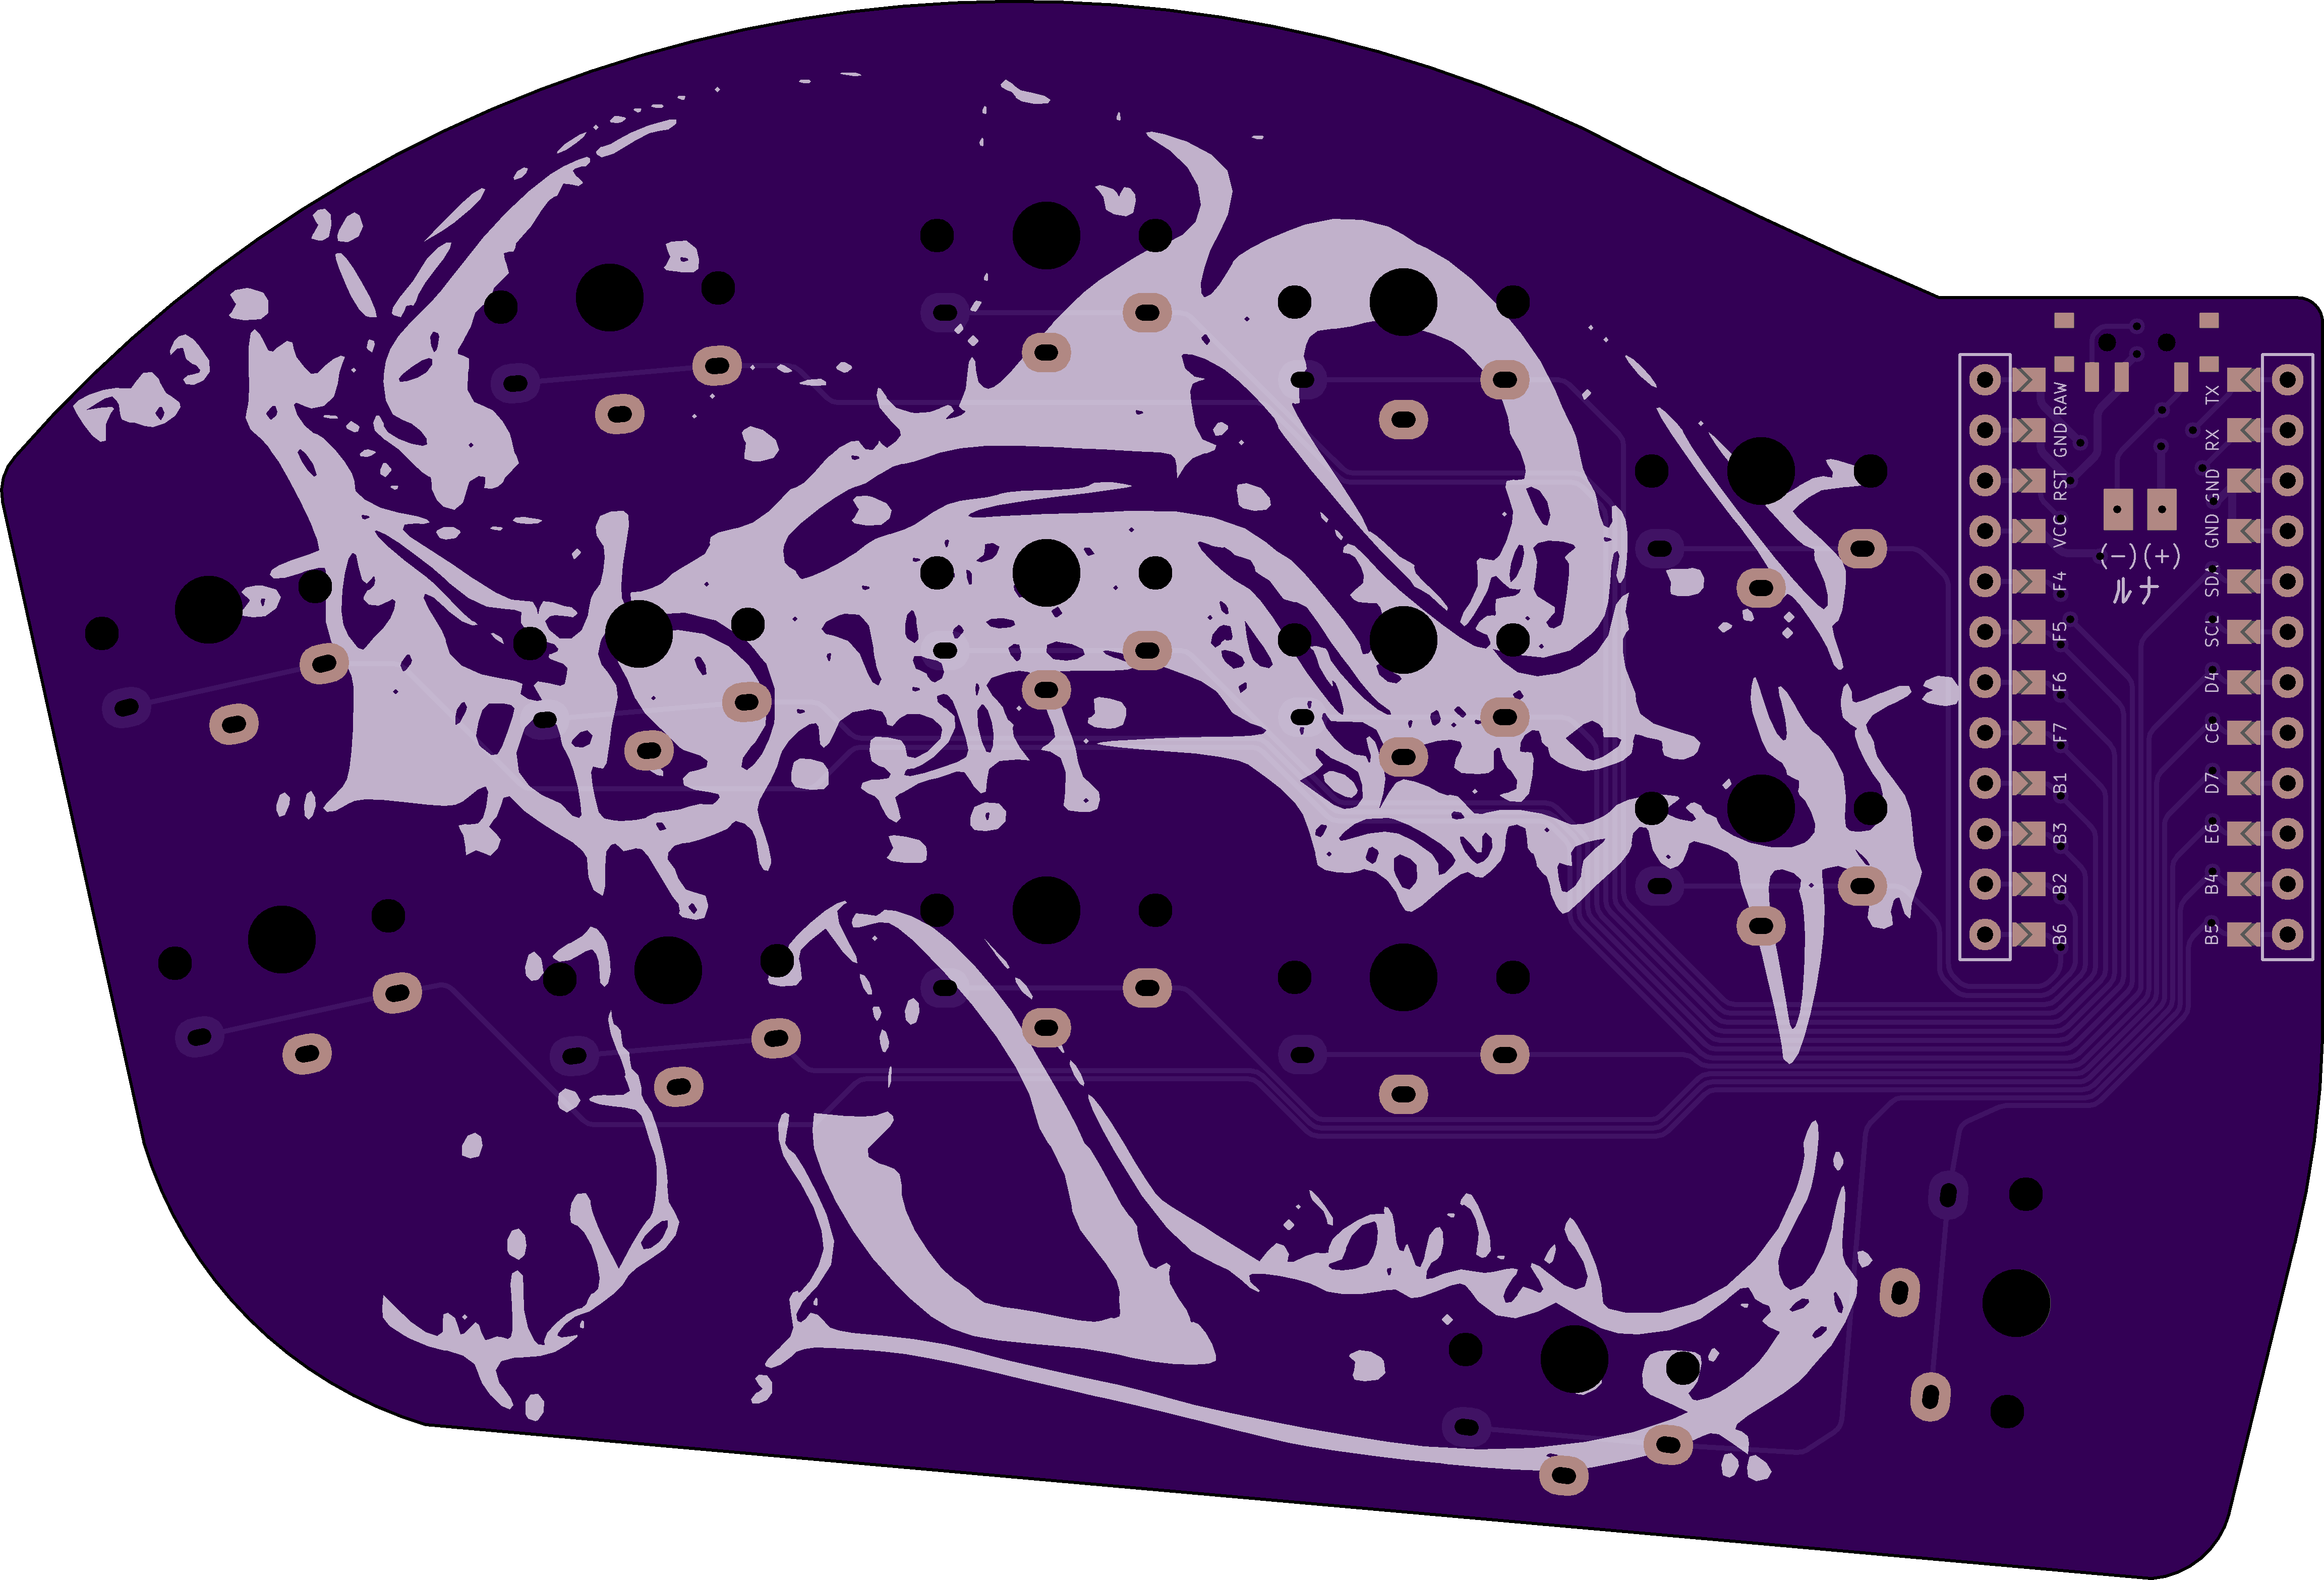 RAW
GND
RST
VCC
F4
F5
F6
F7
B1
B3
B2
B6
(-)(+)
ルナ
TX
RX
GND
GND
SDA
SCL
D4
C6
D7
E6
B4
B5